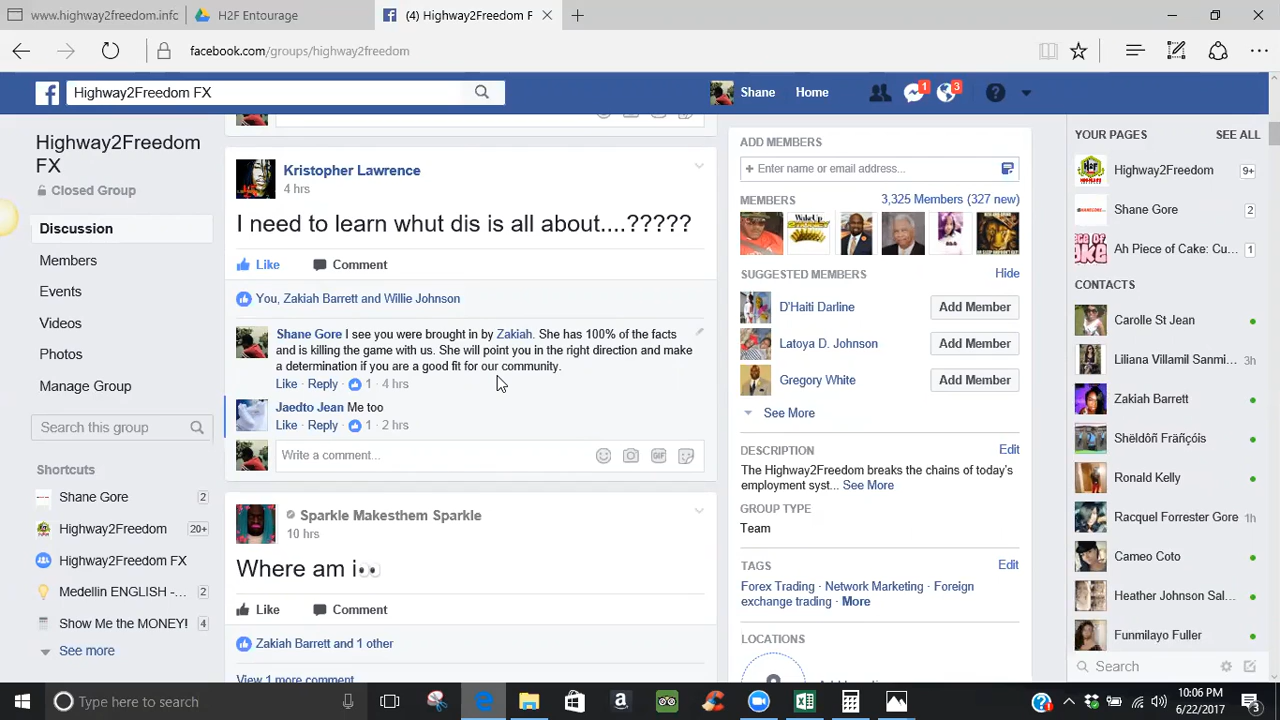 www.highway2freedom.infc
H2F Entourage
(4) Highway2Freedom F
facebook.com/groups/highway2freedom
Highway2Freedom FX
Shane
Home
1
3
Highway2Freedom
FX
Closed Group
Discussion
Members
Events
Videos
Photos
Manage Group
Search this group
Shortcuts
Shane Gore 2
Highway2Freedom 20+
Highway2Freedom FX
Medellin ENGLISH -... 2
Show Me the MONEY! 4
See more
Kristopher Lawrence
4 hrs
I need to learn whut dis is all about....?????
Like Comment
You, Zakiah Barrett and Willie Johnson
Shane Gore I see you were brought in by Zakiah. She has 100% of the facts
and is killing the game with us. She will point you in the right direction and make
a determination if you are a good fit for our community.
Like · Reply · 1 · 4 hrs
Jaedto Jean Me too
Like · Reply · 1 · 2 hrs
Write a comment...
GIF
Sparkle Makesthem Sparkle
10 hrs
Where am i👀
Like Comment
Zakiah Barrett and 1 other
View 1 more comment
ADD MEMBERS
+ Enter name or email address...
MEMBERS 3,325 Members (327 new)
WakeUp
SUGGESTED MEMBERS Hide
D'Haiti Darline Add Member
Latoya D. Johnson Add Member
Gregory White Add Member
See More
DESCRIPTION Edit
The Highway2Freedom breaks the chains of today's
employment syst... See More
GROUP TYPE
Team
TAGS Edit
Forex Trading · Network Marketing · Foreign
exchange trading · More
LOCATIONS
YOUR PAGES SEE ALL
Highway2Freedom 9+
Shane Gore 2
Ah Piece of Cake: Cu... 1
CONTACTS
Carolle St Jean
Liliana Villamil Sanmi...
Zakiah Barrett
Shëldôñ Fräñçóis
Ronald Kelly
Racquel Forrester Gore 1h
Cameo Coto
Heather Johnson Sal...
Funmilayo Fuller
Search
Type here to search
10:06 PM
6/22/2017
3